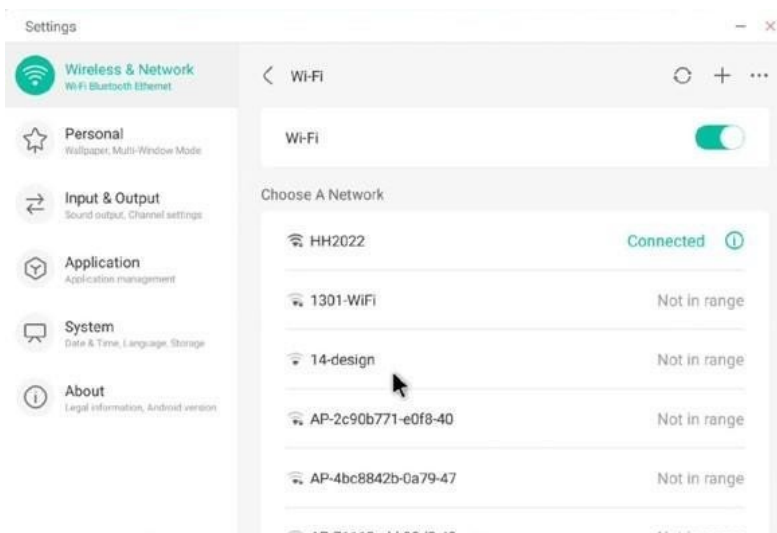 Settings
Wireless & Network
Wi-Fi Bluetooth Ethernet
Personal
Wallpaper, Multi-Window Mode
Input & Output
Sound output, Channel settings
Application
Application management
System
Date & Time, Language, Storage
About
Legal information, Android version
Wi-Fi
Wi-Fi
Choose A Network
HH2022 Connected
1301-WiFi Not in range
14-design Not in range
AP-2c90b771-e0f8-40 Not in range
AP-4bc8842b-0a79-47 Not in range